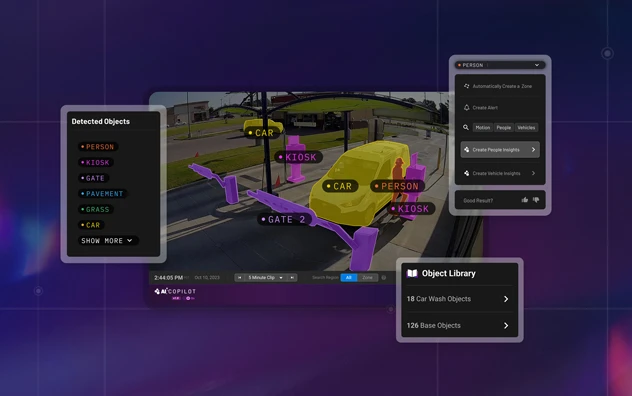 Detected Objects
PERSON
KIOSK
GATE
PAVEMENT
GRASS
CAR
SHOW MORE
CAR
KIOSK
CAR
PERSON
KIOSK
GATE 2
2:44:05 PM
Oct 10, 2023
5 Minute Clip
Search Region
All
Zone
AI COPILOT
PERSON
Automatically Create a Zone
Create Alert
Motion
People
Vehicles
Create People Insights
Create Vehicle Insights
Good Result?
Object Library
18 Car Wash Objects
126 Base Objects